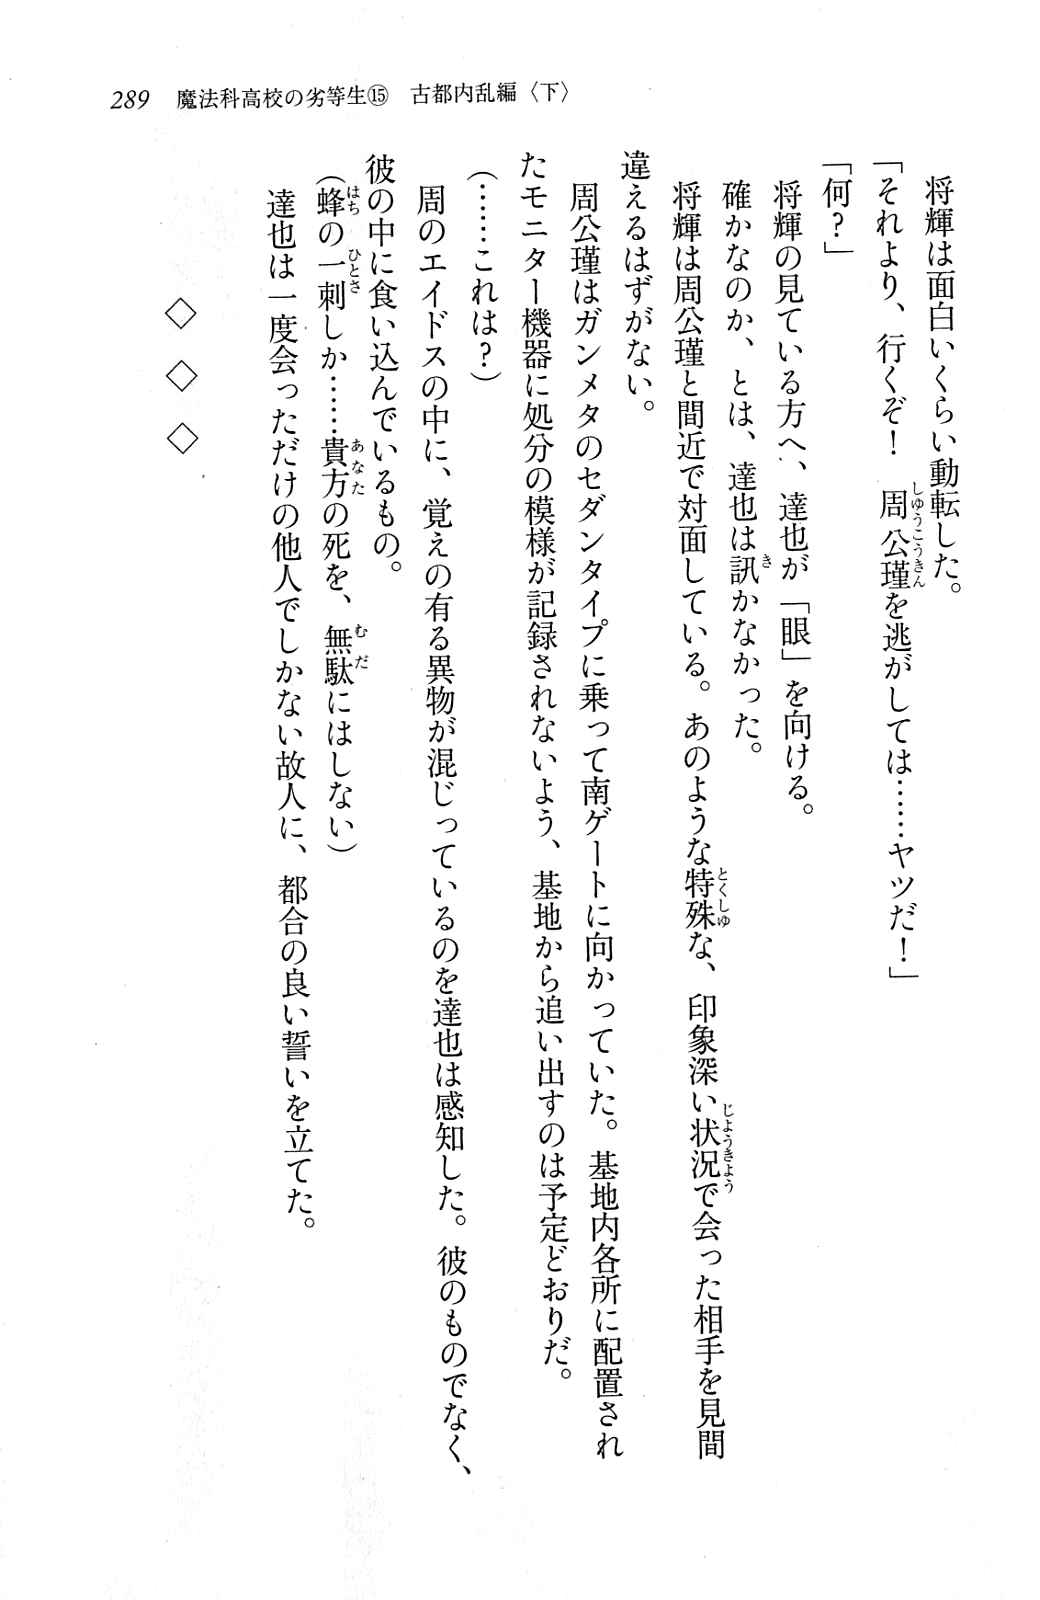 289 魔法科高校の劣等生⑮ 古都内乱編〈下〉
将輝は面白いくらい動転した。
「それより、行くぞ！ 周公瑾を逃がしては……ヤツだ！」
「何？」
将輝の見ている方へ、達也が「眼」を向ける。
確かなのか、とは、達也は訊かなかった。
将輝は周公瑾と間近で対面している。あのような特殊な、印象深い状況で会った相手を見間
違えるはずがない。
周公瑾はガンメタのセダンタイプに乗って南ゲートに向かっていた。基地内各所に配置され
たモニター機器に処分の模様が記録されないよう、基地から追い出すのは予定どおりだ。
（……これは？）
周のエイドスの中に、覚えの有る異物が混じっているのを達也は感知した。彼のものでなく、
彼の中に食い込んでいるもの。
（蜂の一刺しか……貴方の死を、無駄にはしない）
達也は一度会っただけの他人でしかない故人に、都合の良い誓いを立てた。
◇ ◇ ◇